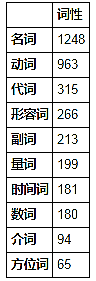 词性
名词 1248
动词 963
代词 315
形容词 266
副词 213
量词 199
时间词 181
数词 180
介词 94
方位词 65